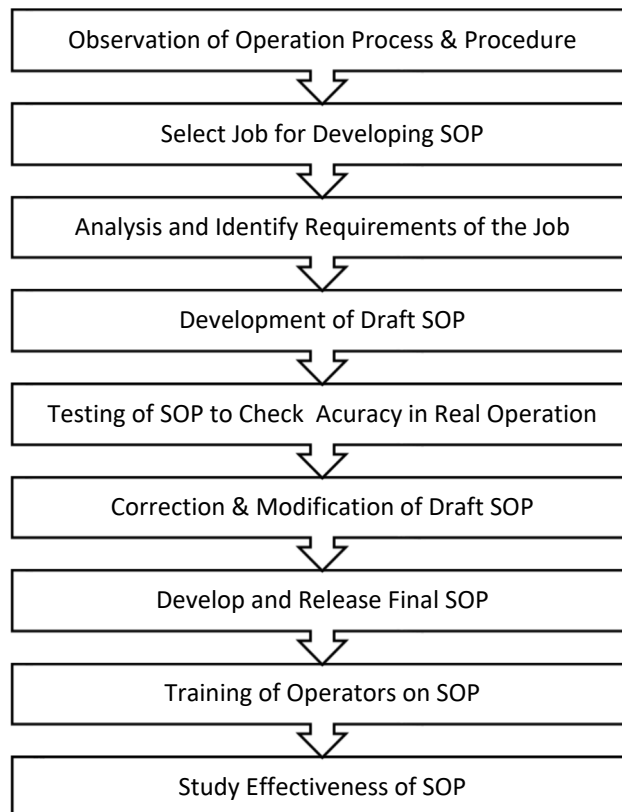 Observation of Operation Process & Procedure
Select Job for Developing SOP
Analysis and Identify Requirements of the Job
Development of Draft SOP
Testing of SOP to Check  Acuracy in Real Operation
Correction & Modification of Draft SOP
Develop and Release Final SOP
Training of Operators on SOP
Study Effectiveness of SOP